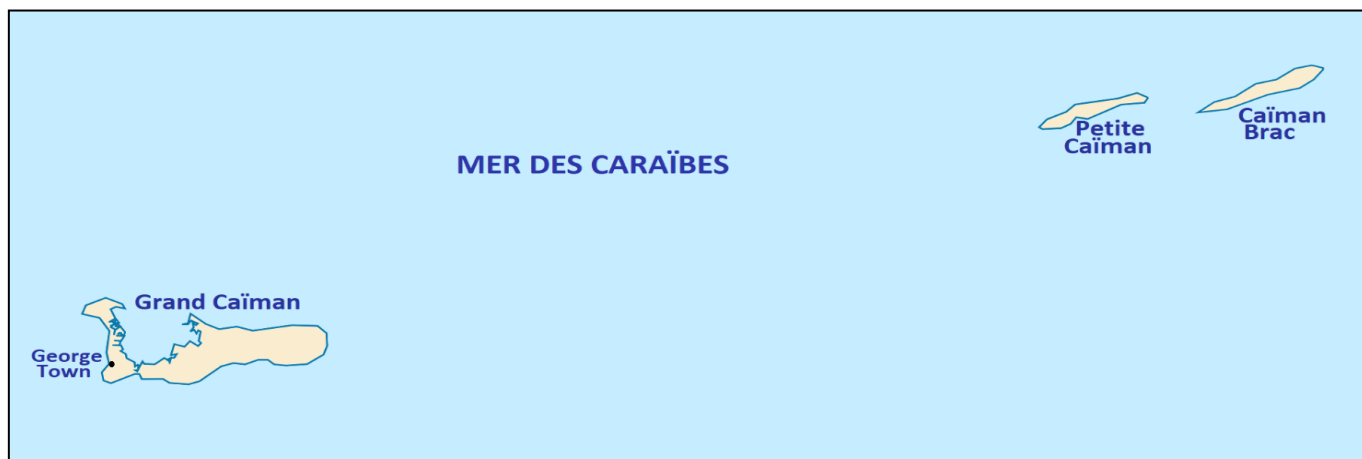 Petite
Caïman
Caïman
Brac
MER DES CARAÏBES
Grand Caïman
George
Town